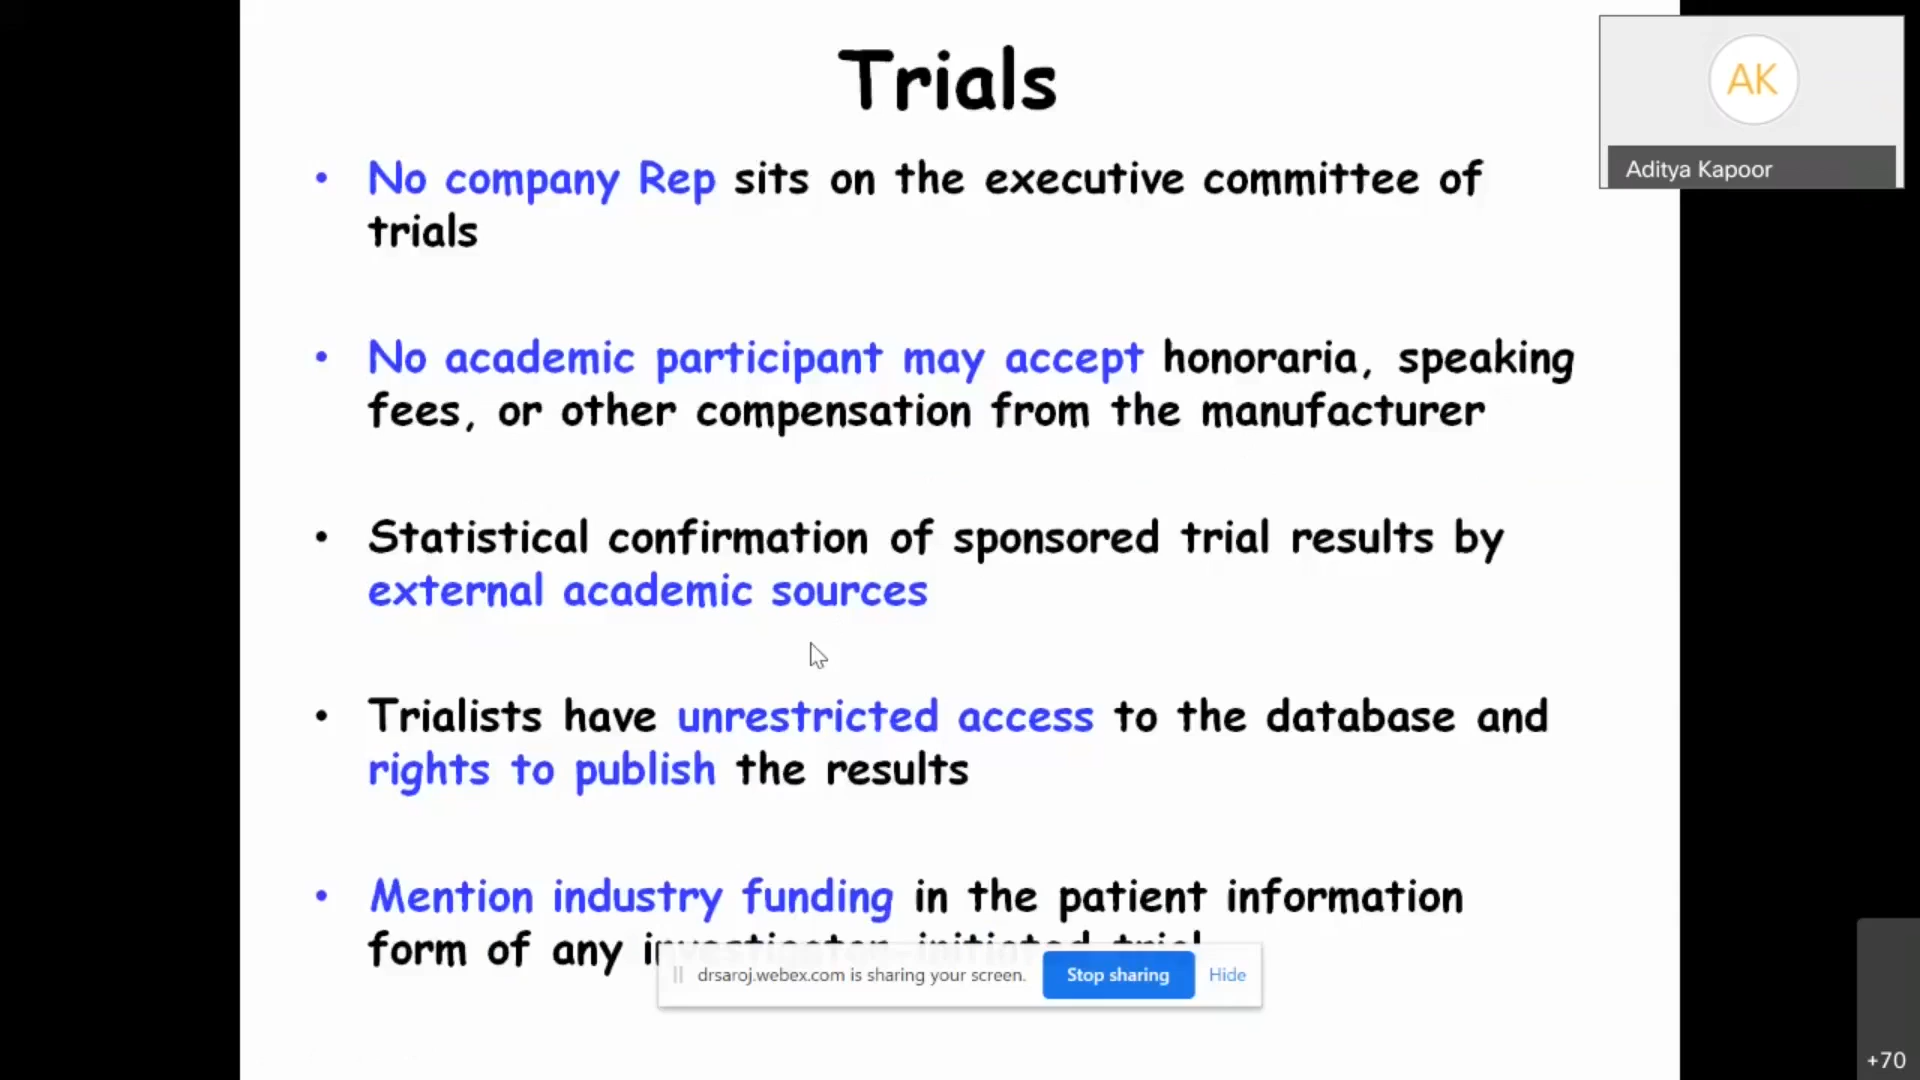 Trials
• No company Rep sits on the executive committee of
trials
• No academic participant may accept honoraria, speaking
fees, or other compensation from the manufacturer
• Statistical confirmation of sponsored trial results by
external academic sources
• Trialists have unrestricted access to the database and
rights to publish the results
• Mention industry funding in the patient information
form of any investigator-initiated trial
drsaroj.webex.com is sharing your screen. Stop sharing Hide
AK
Aditya Kapoor
+70